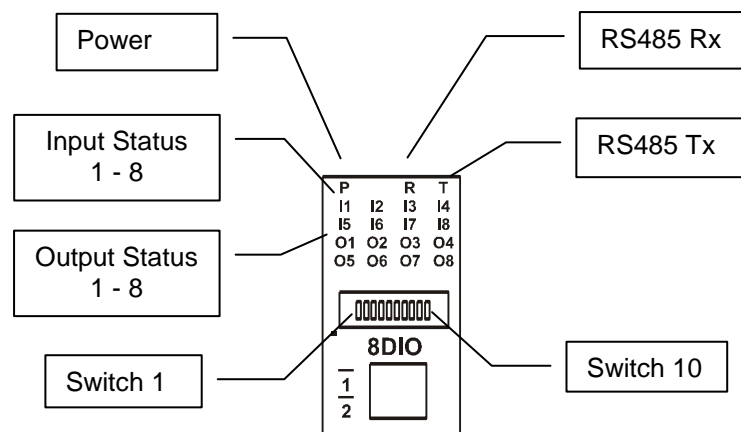 Power
RS485 Rx
Input Status
1 - 8
RS485 Tx
P R T
I1 I2 I3 I4
I5 I6 I7 I8
O1 O2 O3 O4
O5 O6 O7 O8
Output Status
1 - 8
8DIO
Switch 1
Switch 10
1
2